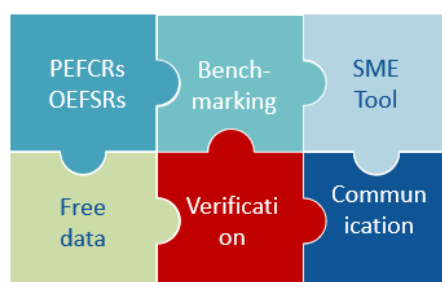 PEFCRs
OEFSRs
Bench-
marking
SME
Tool
Free
data
Verificati
on
Commun
ication